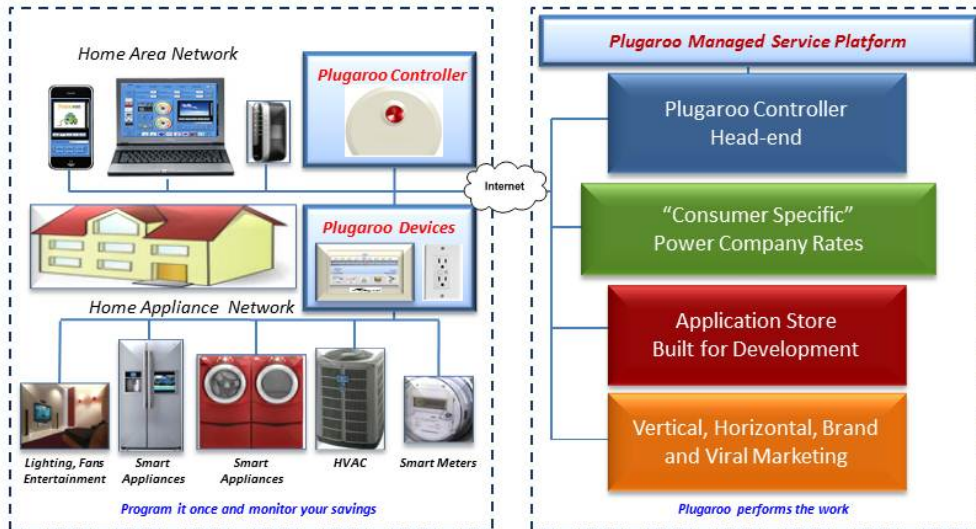 Home Area Network
Plugaroo Controller
Plugaroo Devices
Home Appliance Network
Lighting, Fans
Entertainment
Smart
Appliances
Smart
Appliances
HVAC
Smart Meters
Program it once and monitor your savings
Internet
Plugaroo Managed Service Platform
Plugaroo Controller
Head-end
“Consumer Specific”
Power Company Rates
Application Store
Built for Development
Vertical, Horizontal, Brand
and Viral Marketing
Plugaroo performs the work